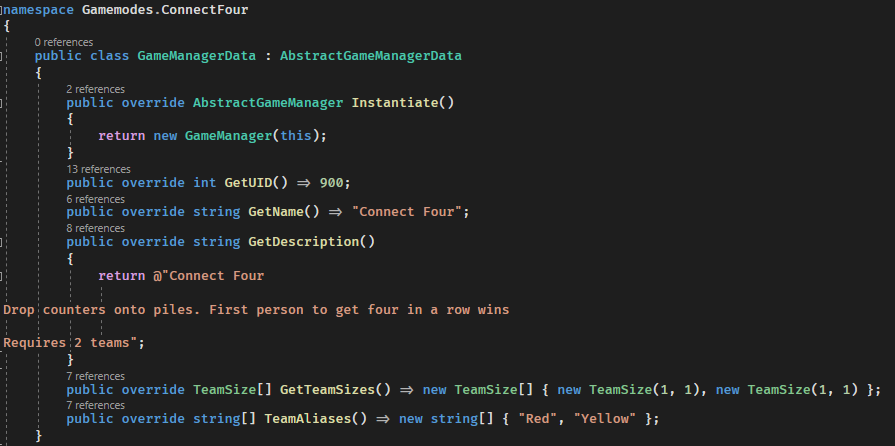 namespace Gamemodes.ConnectFour
{
0 references
public class GameManagerData : AbstractGameManagerData
{
2 references
public override AbstractGameManager Instantiate()
{
return new GameManager(this);
}
13 references
public override int GetUID() => 900;
6 references
public override string GetName() => "Connect Four";
8 references
public override string GetDescription()
{
return @"Connect Four
Drop counters onto piles. First person to get four in a row wins
Requires 2 teams";
}
7 references
public override TeamSize[] GetTeamSizes() => new TeamSize[] { new TeamSize(1, 1), new TeamSize(1, 1) };
7 references
public override string[] TeamAliases() => new string[] { "Red", "Yellow" };
}